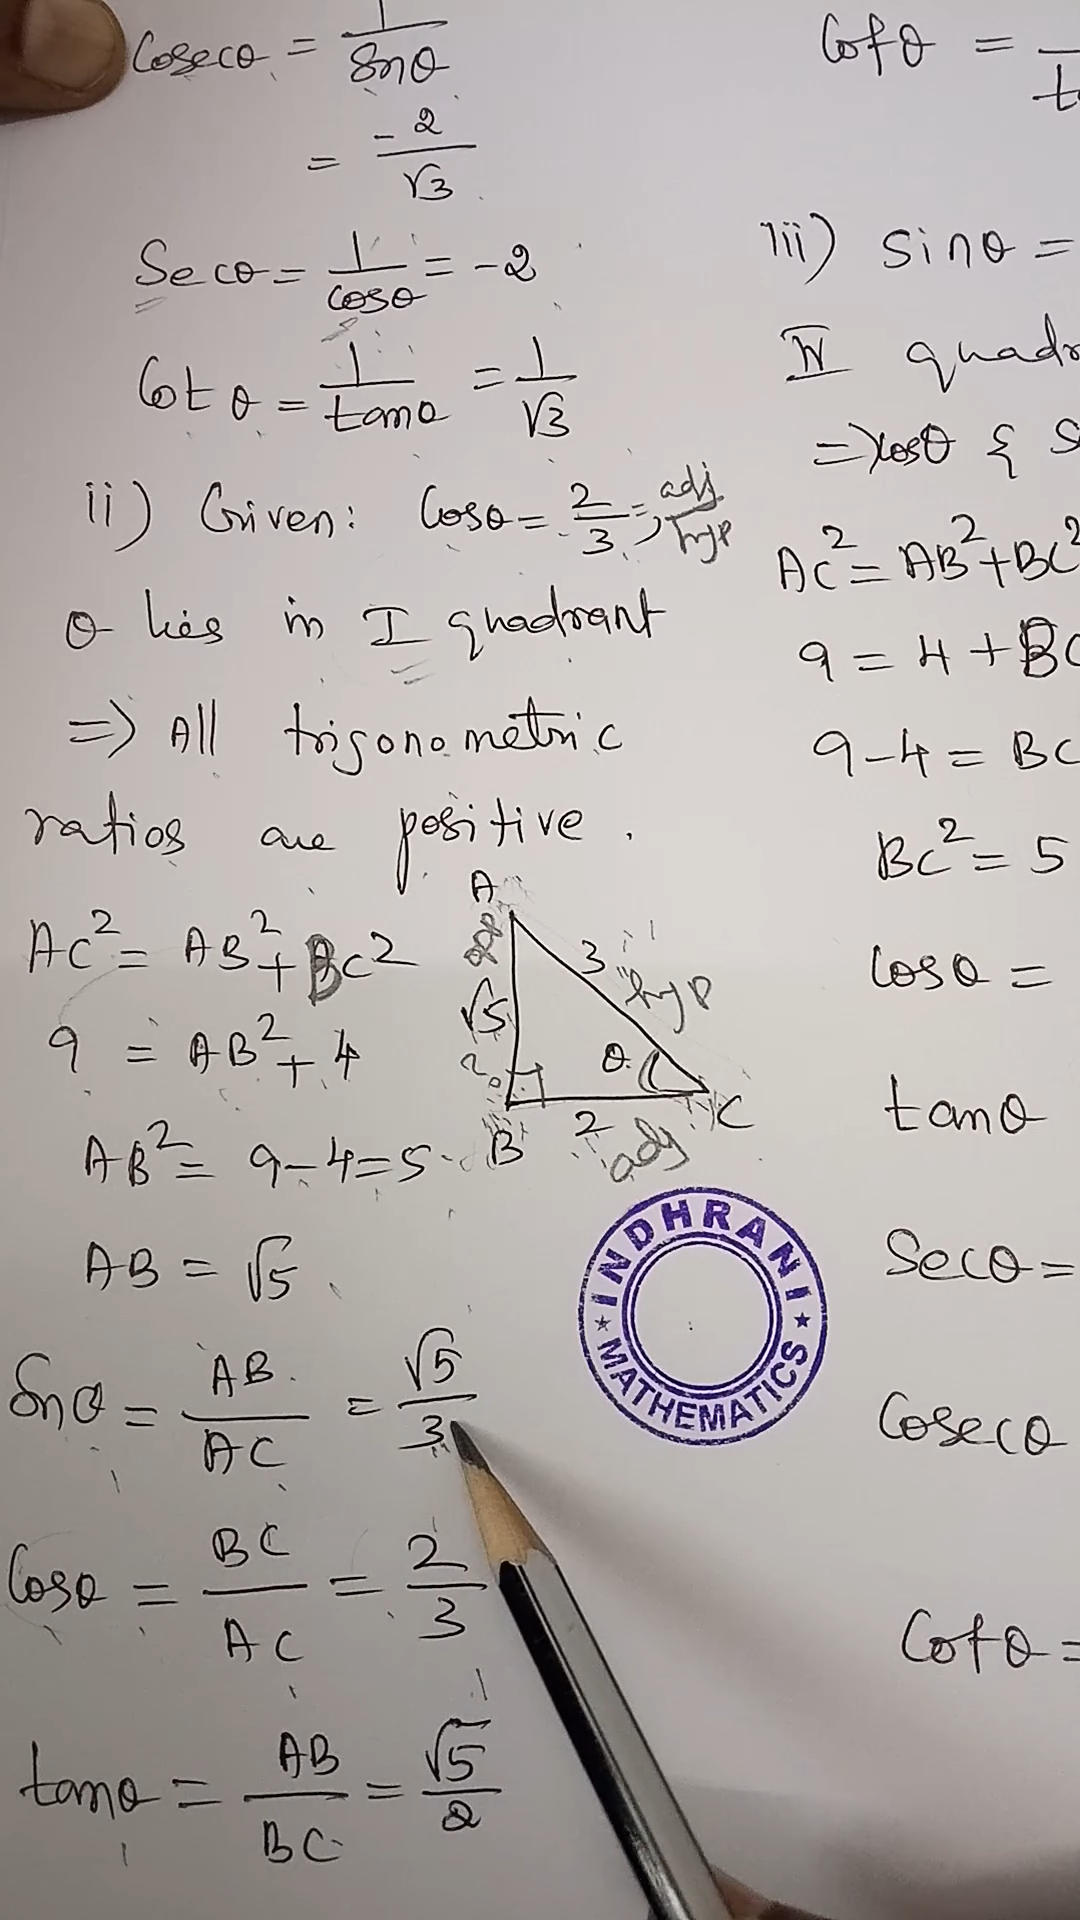 Cosecθ = 1/Sinθ
= -2/√3
Secθ = 1/cosθ = -2
Cot θ = 1/tanθ = 1/√3
ii) Given: Cosθ = 2/3 = adj/hyp
θ lies in I quadrant
=> All trigonometric
ratios are positive.
AC² = AB² + BC²
9 = AB² + 4
AB² = 9-4=5
AB = √5
A
opp
√5
3
hyp
θ
B
2
adj
C
Sinθ = AB/AC = √5/3
Cosθ = BC/AC = 2/3
tanθ = AB/BC = √5/2
INDHRANI
MATHEMATICS
Cotθ =
iii) Sinθ =
IV quadr
=> cosθ & S
AC² = AB² + BC²
9 = 4 + BC
9-4 = BC
BC² = 5
Cosθ =
tanθ
Secθ =
Cosecθ
Cotθ =